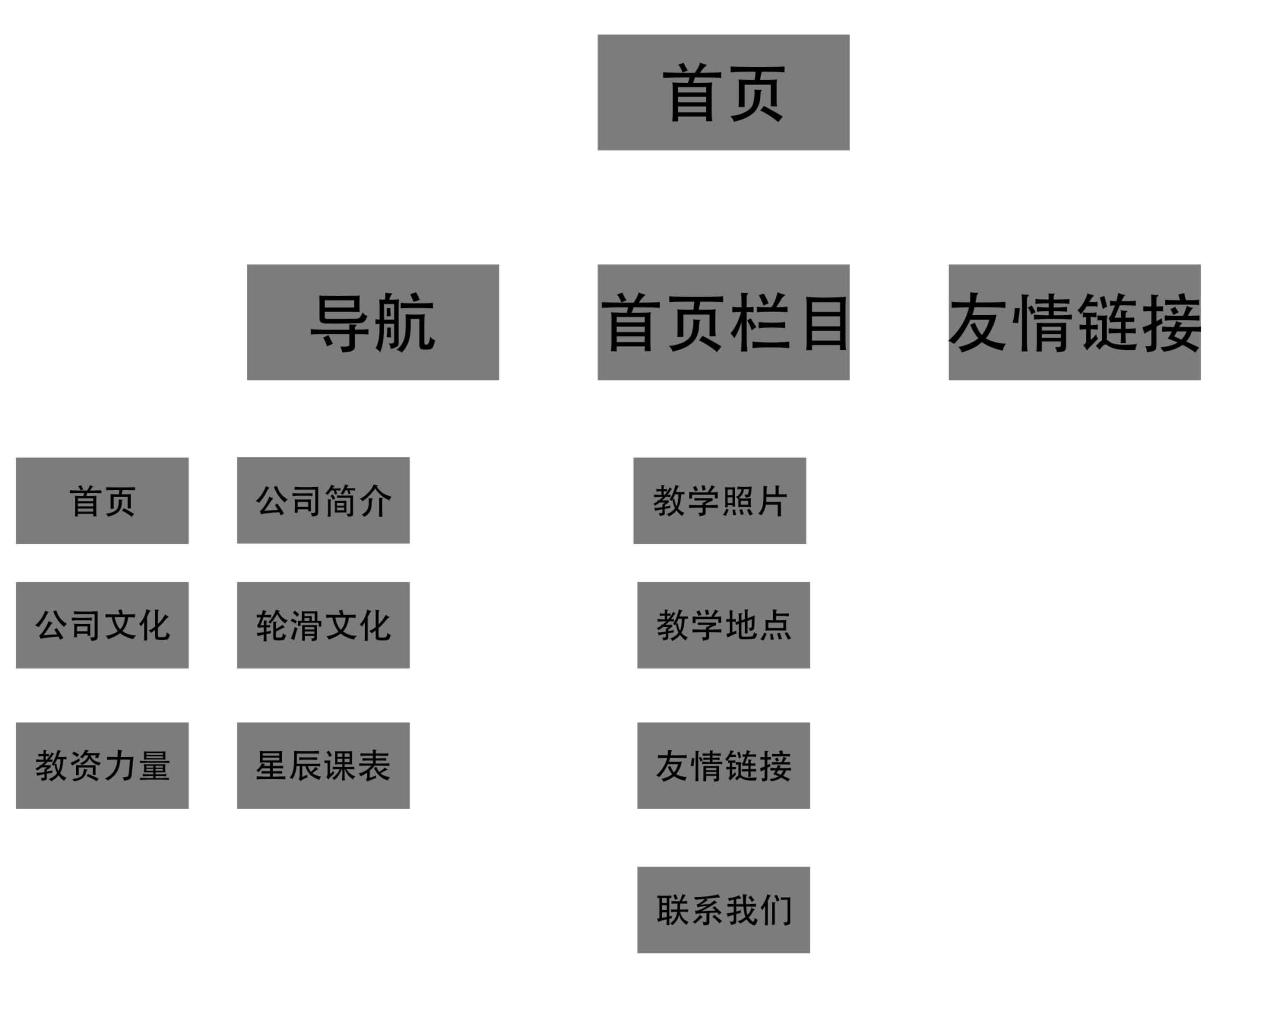 首页
导航
首页栏目
友情链接
首页
公司简介
教学照片
公司文化
轮滑文化
教学地点
教资力量
星辰课表
友情链接
联系我们